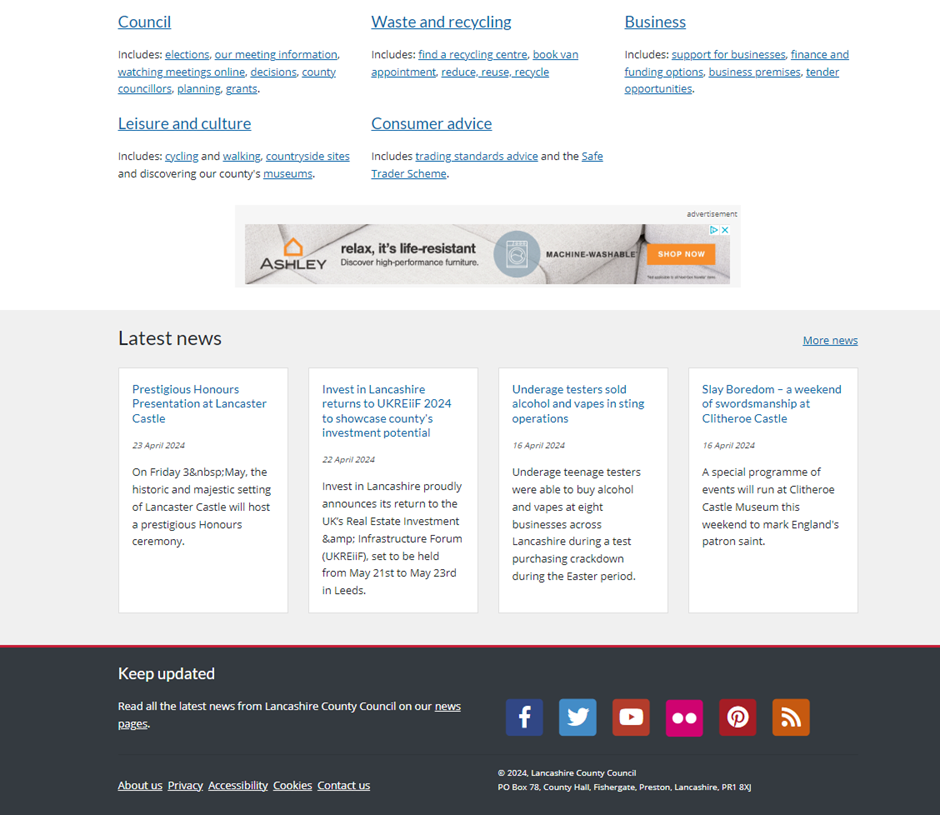 Council
Includes: elections, our meeting information,
watching meetings online, decisions, county
councillors, planning, grants.
Waste and recycling
Includes: find a recycling centre, book van
appointment, reduce, reuse, recycle
Business
Includes: support for businesses, finance and
funding options, business premises, tender
opportunities.
Leisure and culture
Includes: cycling and walking, countryside sites
and discovering our county's museums.
Consumer advice
Includes trading standards advice and the Safe
Trader Scheme.
advertisement
ASHLEY
relax, it's life-resistant
Discover high-performance furniture.
MACHINE-WASHABLE
SHOP NOW
Latest news
More news
Prestigious Honours
Presentation at Lancaster
Castle
23 April 2024
On Friday 3&nbsp;May, the
historic and majestic setting
of Lancaster Castle will host
a prestigious Honours
ceremony.
Invest in Lancashire
returns to UKREiiF 2024
to showcase county's
investment potential
22 April 2024
Invest in Lancashire proudly
announces its return to the
UK's Real Estate Investment
&amp; Infrastructure Forum
(UKREiiF), set to be held
from May 21st to May 23rd
in Leeds.
Underage testers sold
alcohol and vapes in sting
operations
16 April 2024
Underage teenage testers
were able to buy alcohol
and vapes at eight
businesses across
Lancashire during a test
purchasing crackdown
during the Easter period.
Slay Boredom – a weekend
of swordsmanship at
Clitheroe Castle
16 April 2024
A special programme of
events will run at Clitheroe
Castle Museum this
weekend to mark England's
patron saint.
Keep updated
Read all the latest news from Lancashire County Council on our news
pages.
About us Privacy Accessibility Cookies Contact us
© 2024, Lancashire County Council
PO Box 78, County Hall, Fishergate, Preston, Lancashire, PR1 8XJ